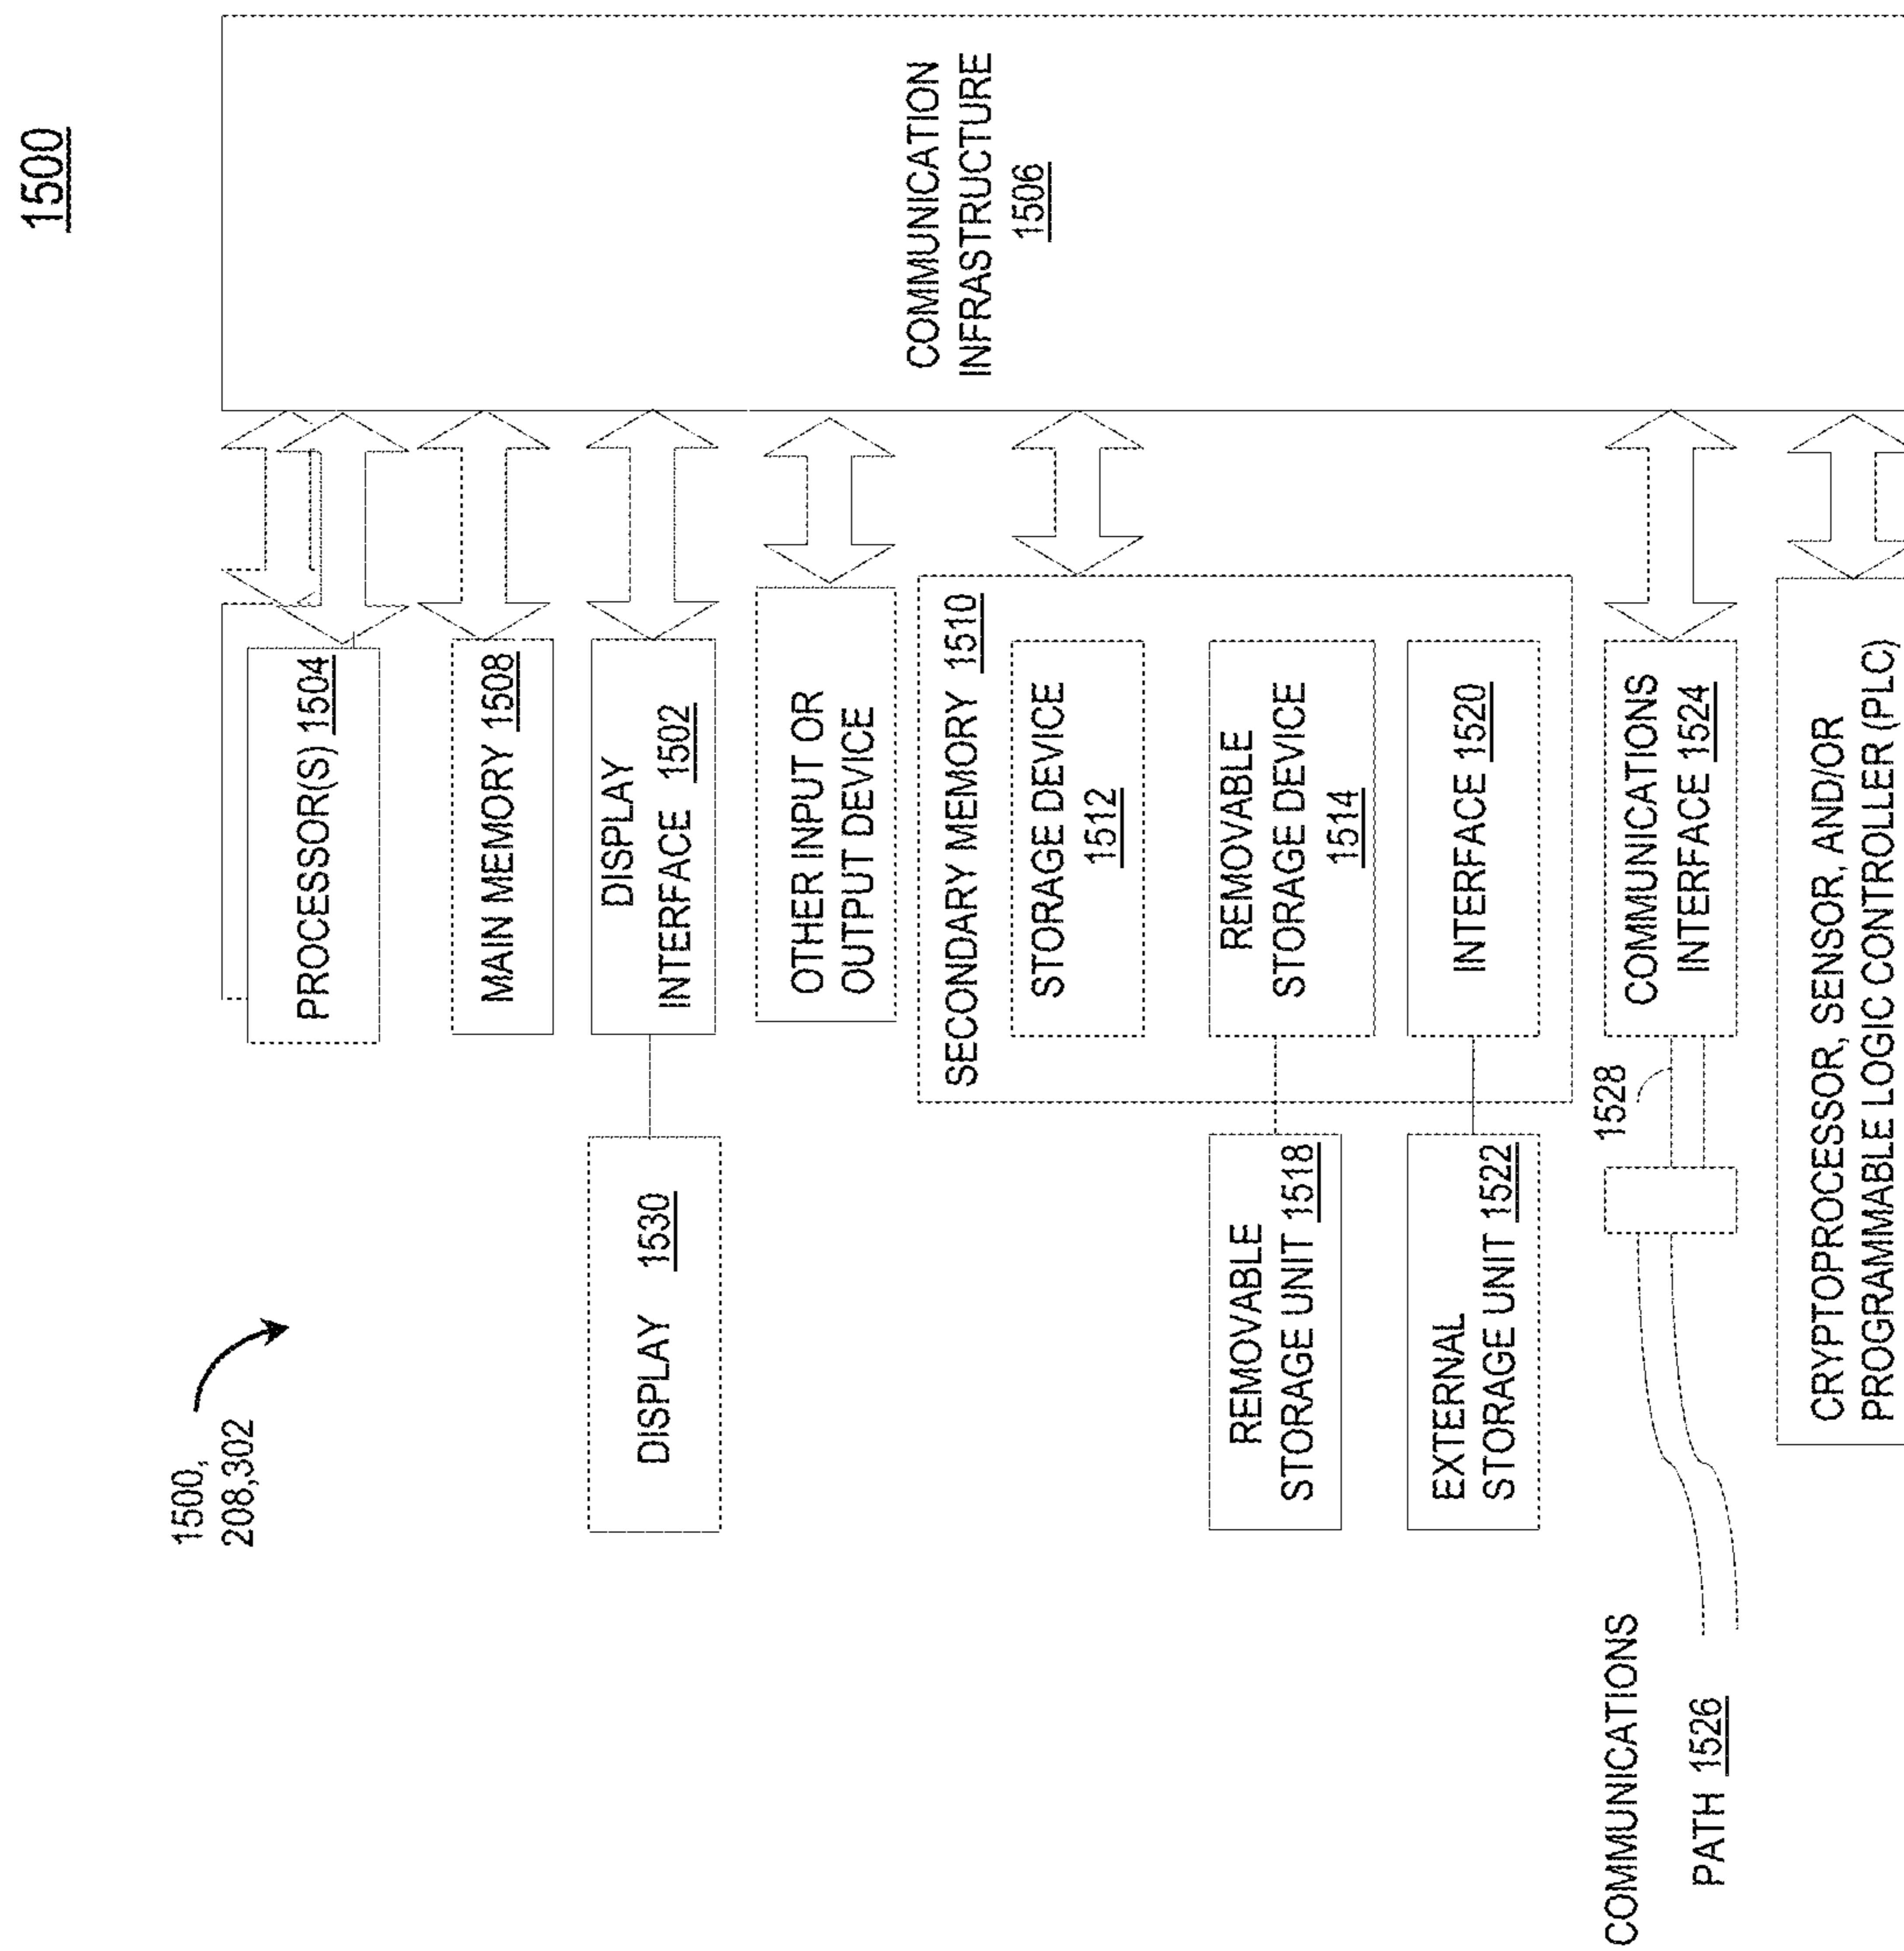 1500
1500,
208,302
PROCESSOR(S) 1504
MAIN MEMORY 1508
DISPLAY
INTERFACE 1502
DISPLAY 1530
OTHER INPUT OR
OUTPUT DEVICE
COMMUNICATION
INFRASTRUCTURE
1506
SECONDARY MEMORY 1510
STORAGE DEVICE
1512
REMOVABLE
STORAGE DEVICE
1514
REMOVABLE
STORAGE UNIT 1518
INTERFACE 1520
EXTERNAL
STORAGE UNIT 1522
COMMUNICATIONS
INTERFACE 1524
1528
COMMUNICATIONS
PATH 1526
CRYPTOPROCESSOR, SENSOR, AND/OR
PROGRAMMABLE LOGIC CONTROLLER (PLC)